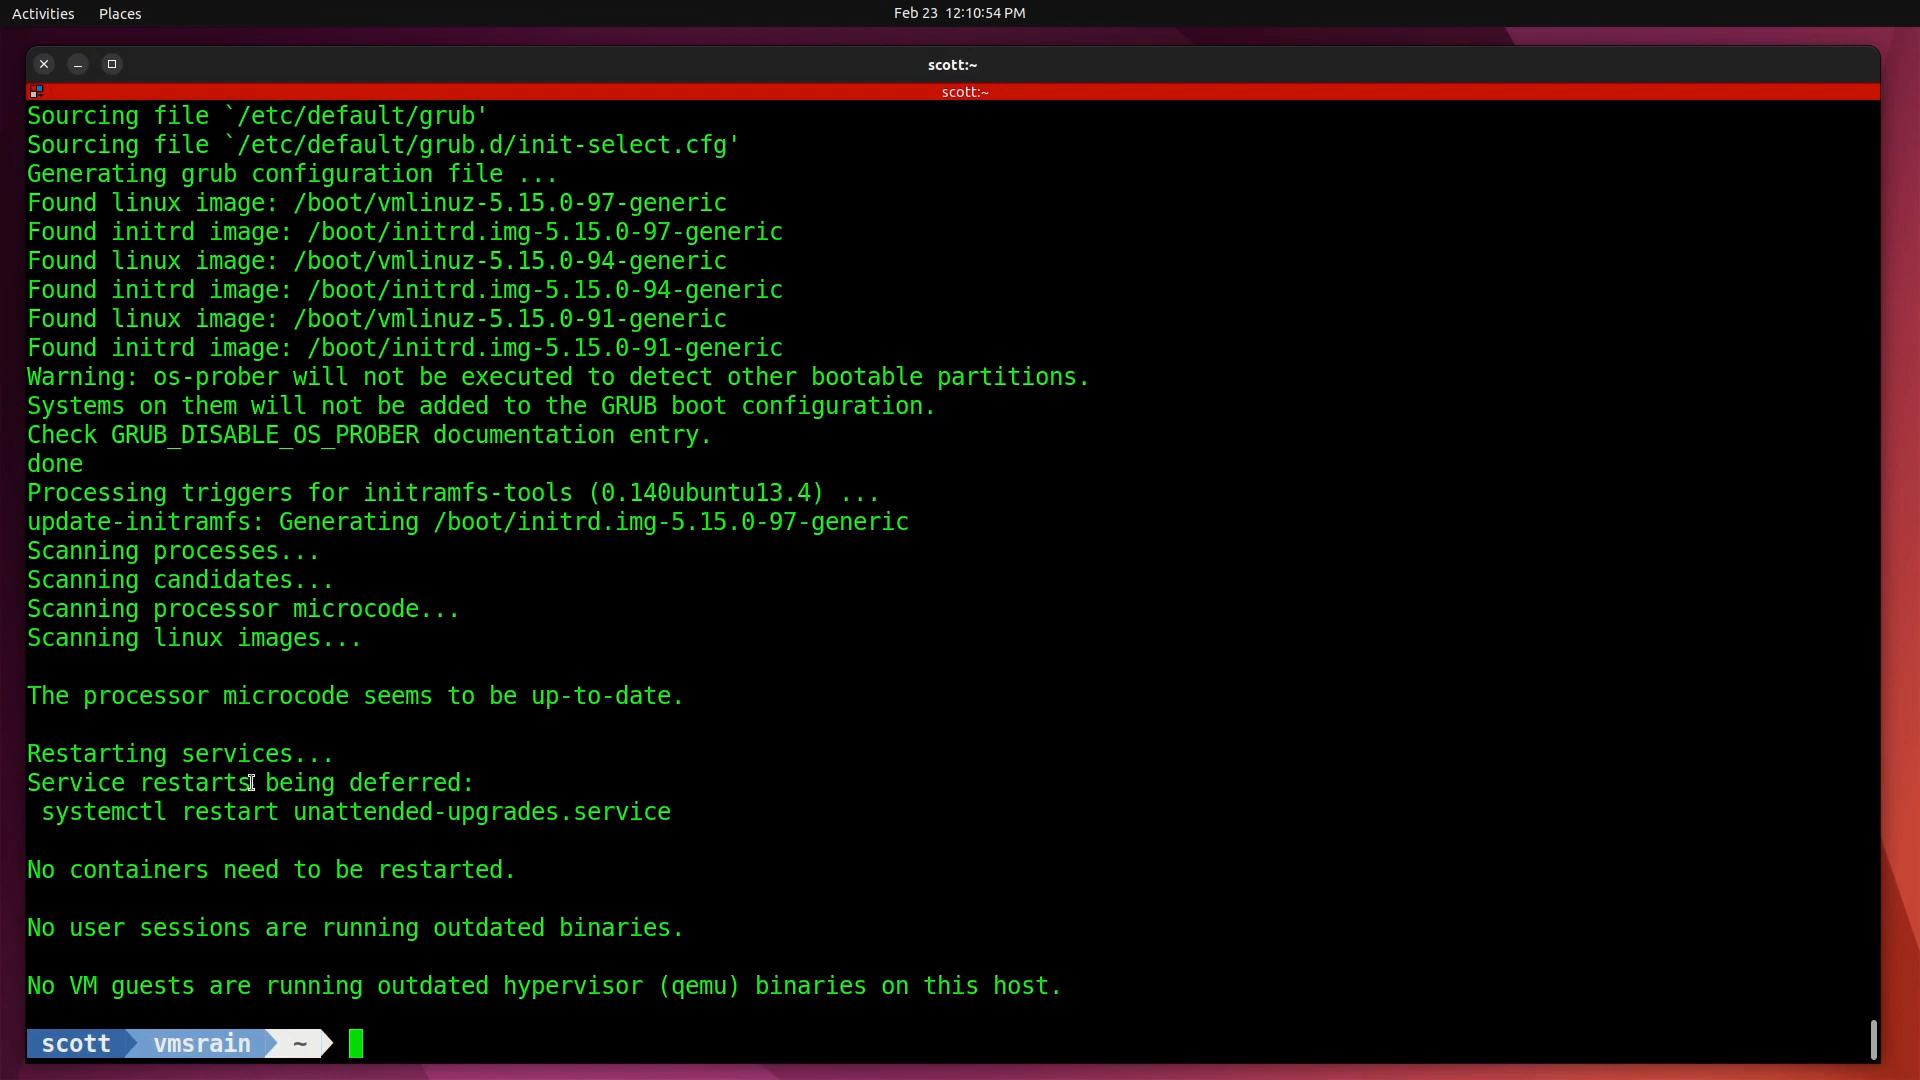 Activities Places Feb 23 12:10:54 PM
scott:~
scott:~
Sourcing file `/etc/default/grub'
Sourcing file `/etc/default/grub.d/init-select.cfg'
Generating grub configuration file ...
Found linux image: /boot/vmlinuz-5.15.0-97-generic
Found initrd image: /boot/initrd.img-5.15.0-97-generic
Found linux image: /boot/vmlinuz-5.15.0-94-generic
Found initrd image: /boot/initrd.img-5.15.0-94-generic
Found linux image: /boot/vmlinuz-5.15.0-91-generic
Found initrd image: /boot/initrd.img-5.15.0-91-generic
Warning: os-prober will not be executed to detect other bootable partitions.
Systems on them will not be added to the GRUB boot configuration.
Check GRUB_DISABLE_OS_PROBER documentation entry.
done
Processing triggers for initramfs-tools (0.140ubuntu13.4) ...
update-initramfs: Generating /boot/initrd.img-5.15.0-97-generic
Scanning processes...
Scanning candidates...
Scanning processor microcode...
Scanning linux images...
The processor microcode seems to be up-to-date.
Restarting services...
Service restarts being deferred:
systemctl restart unattended-upgrades.service
No containers need to be restarted.
No user sessions are running outdated binaries.
No VM guests are running outdated hypervisor (qemu) binaries on this host.
scott vmsrain ~